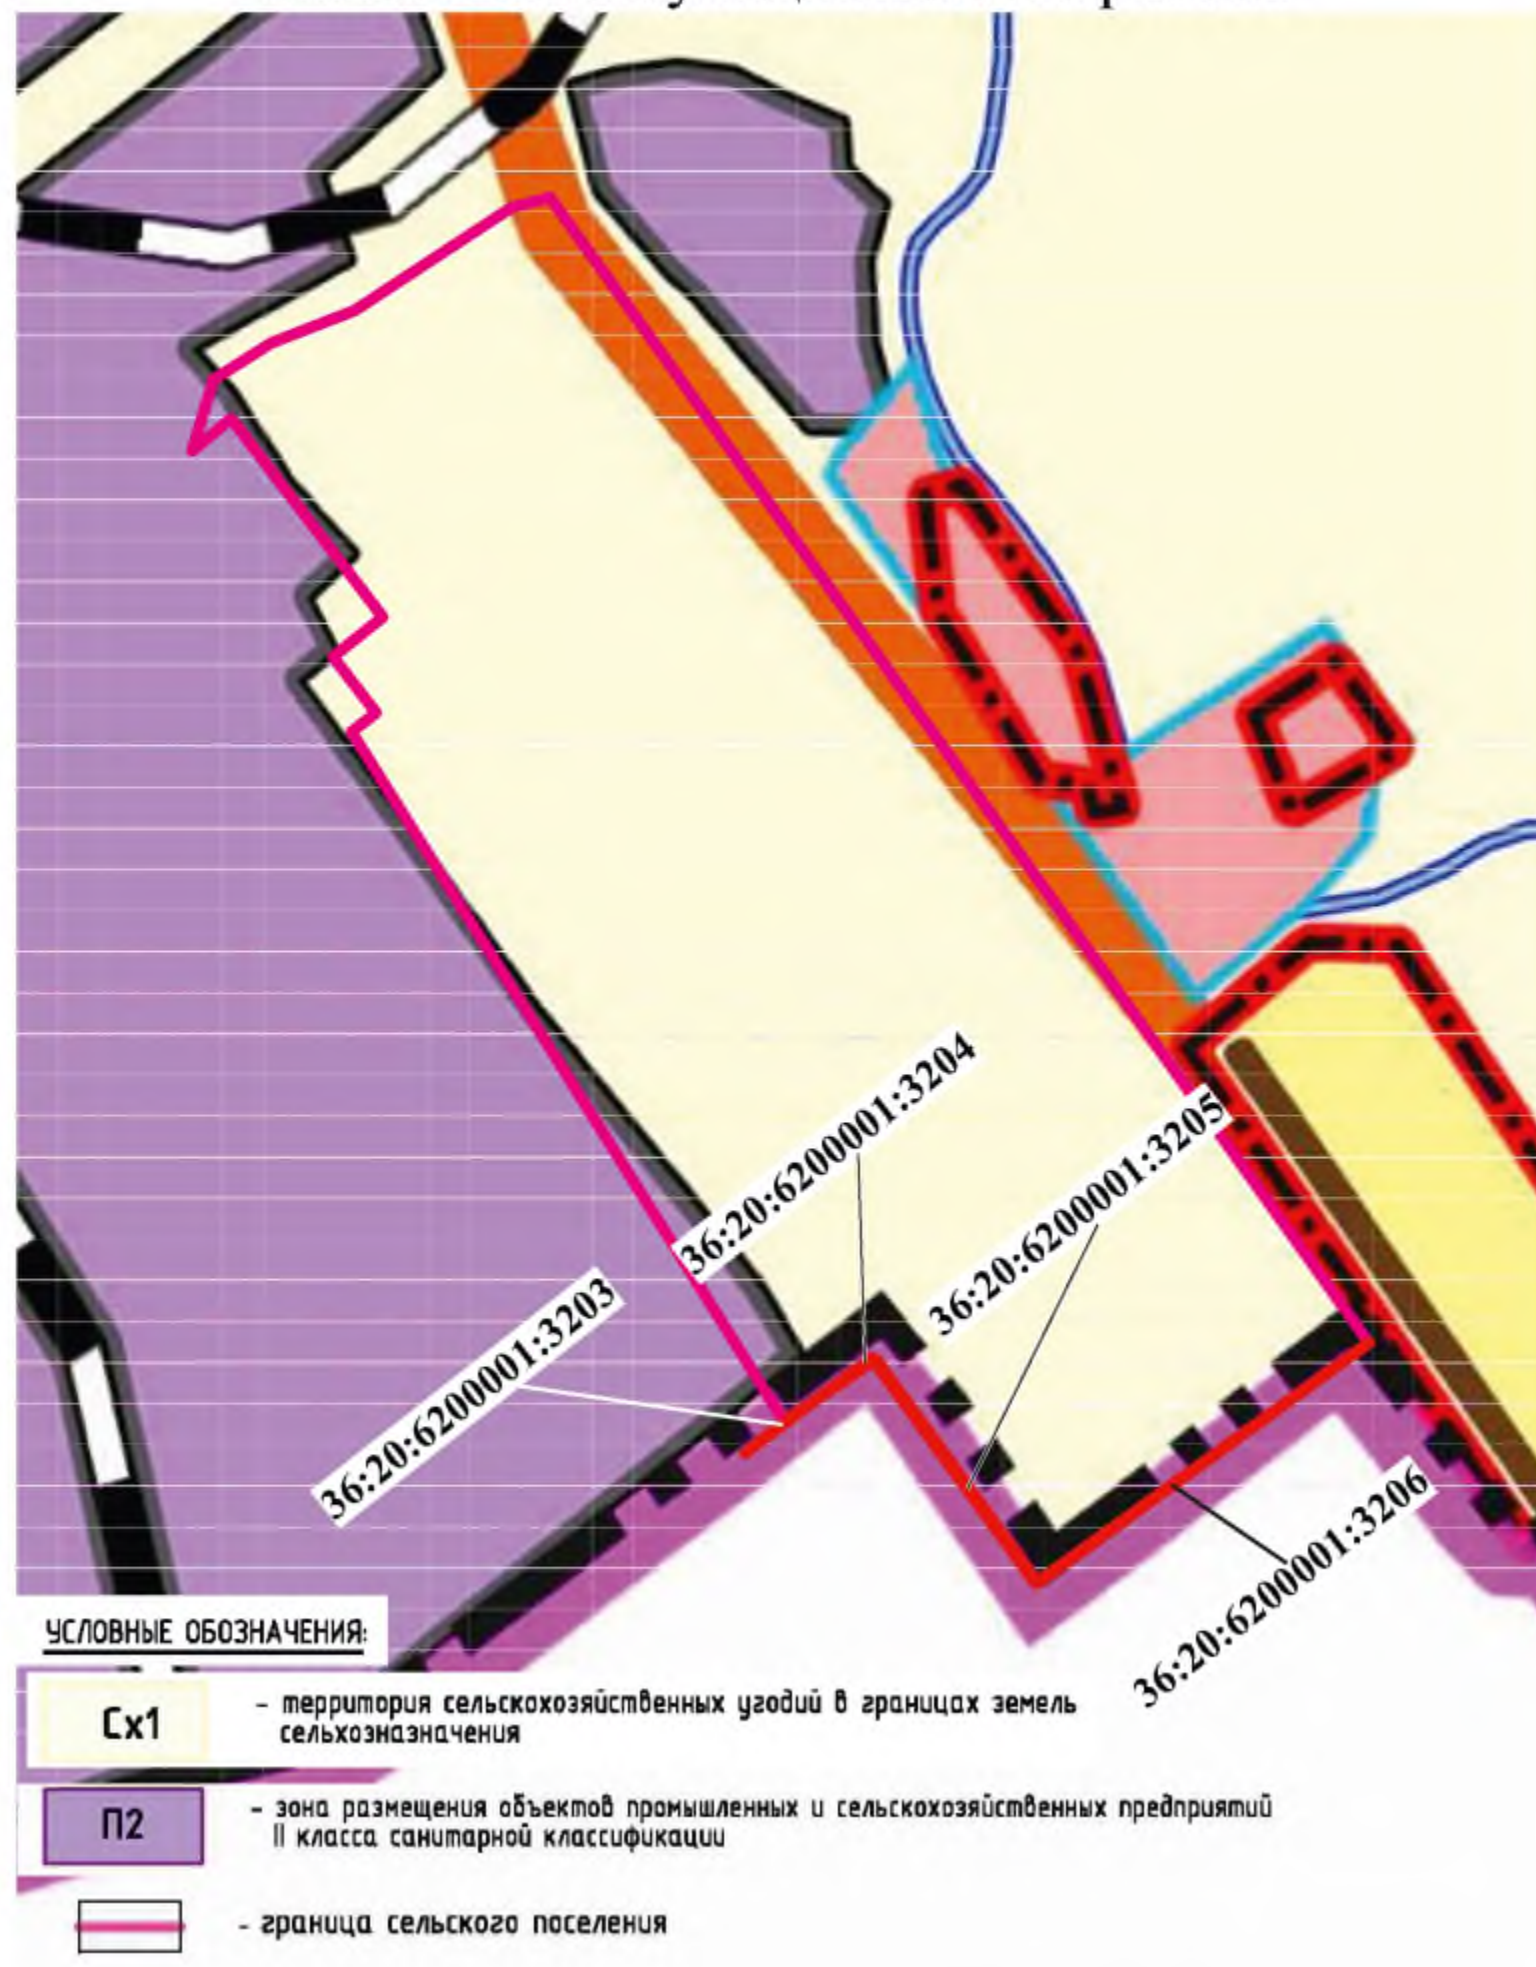 36:20:6200001:3204
36:20:6200001:3205
36:20:6200001:3203
36:20:6200001:3206
УСЛОВНЫЕ ОБОЗНАЧЕНИЯ:
Сх1
- территория сельскохозяйственных угодий в границах земель
сельхозназначения
П2
- зона размещения объектов промышленных и сельскохозяйственных предприятий
II класса санитарной классификации
- граница сельского поселения